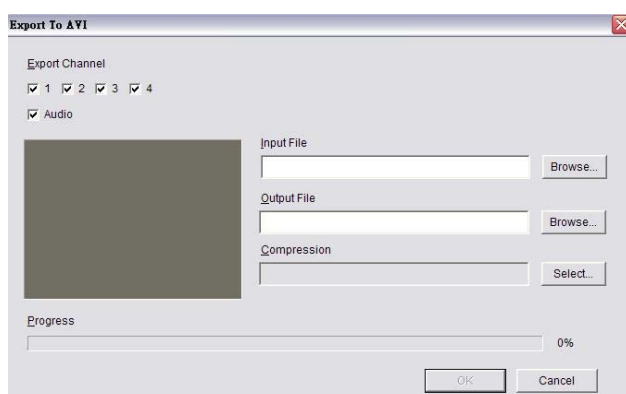 Export To AVI
Export Channel
1 2 3 4
Audio
Input File
Browse...
Output File
Browse...
Compression
Select...
Progress
0%
OK Cancel